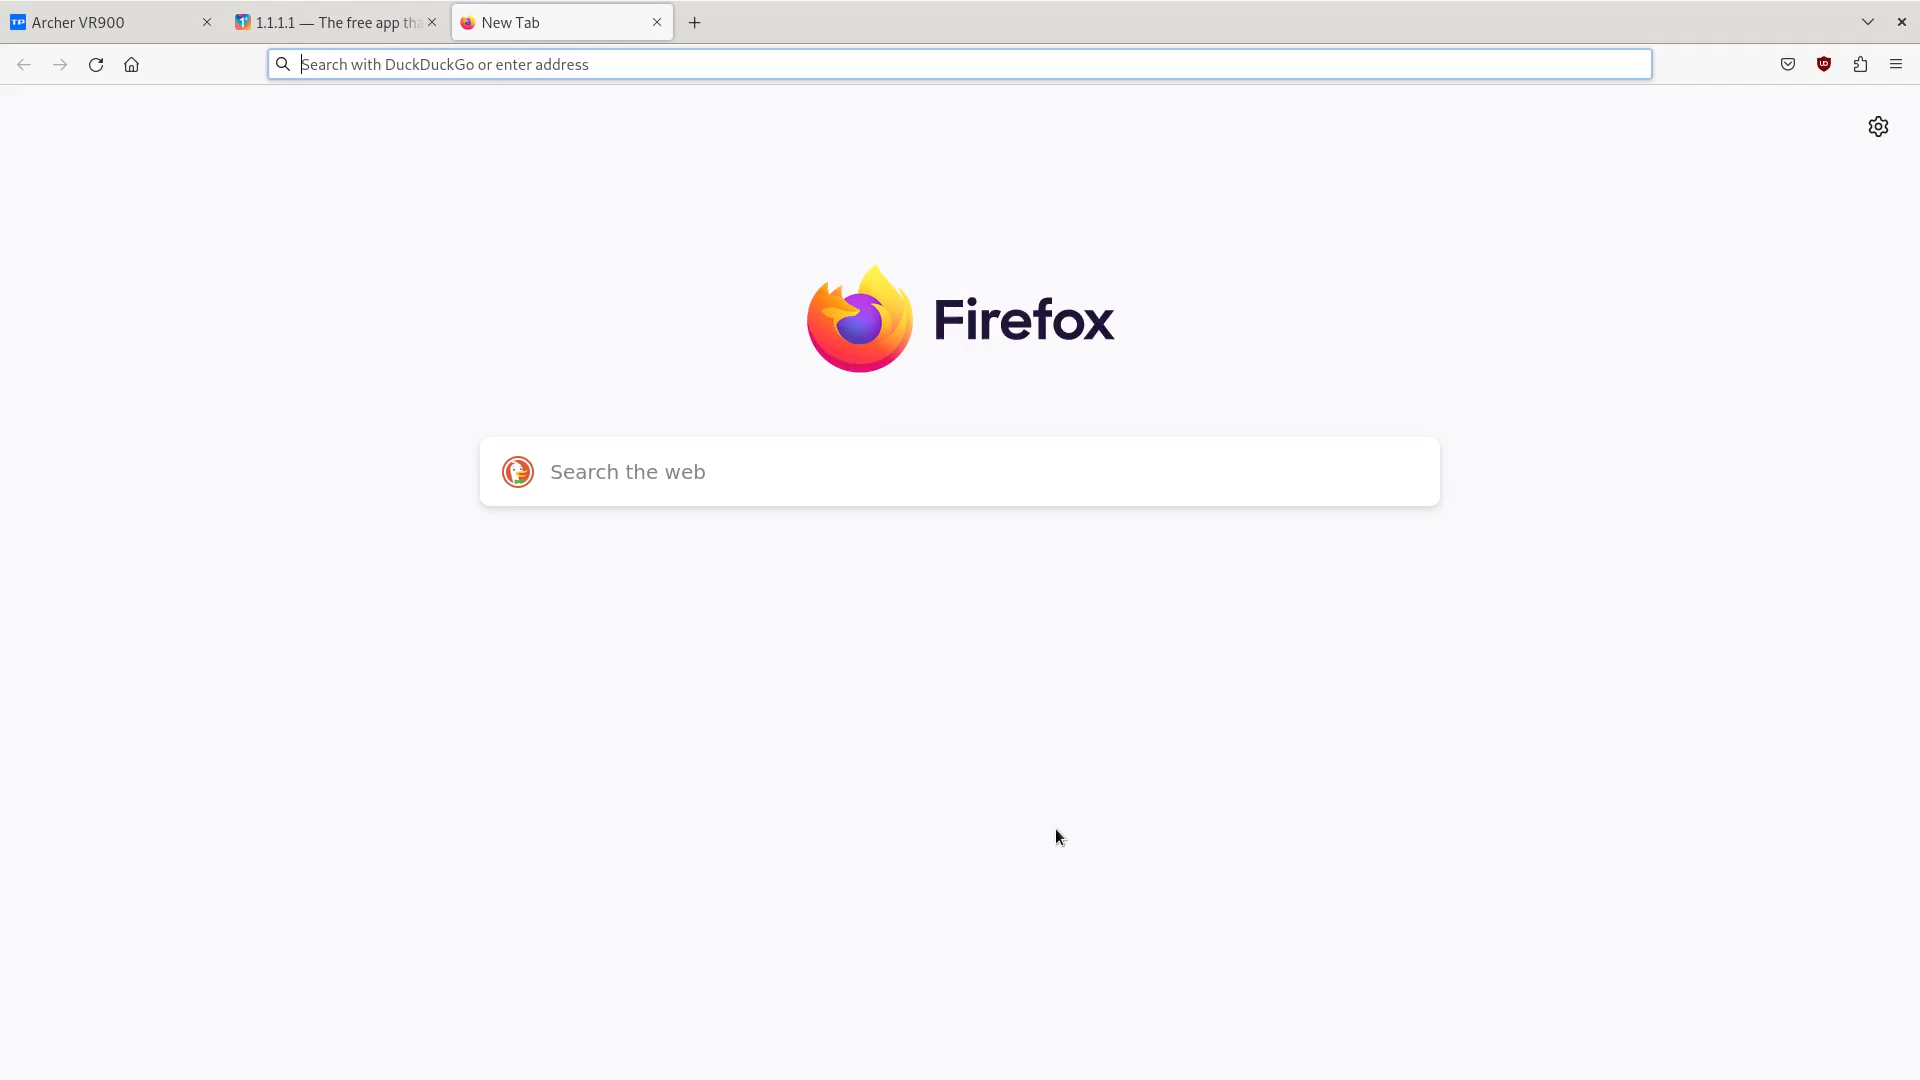 Archer VR900
1.1.1.1 — The free app tha
New Tab
Search with DuckDuckGo or enter address
Firefox
Search the web